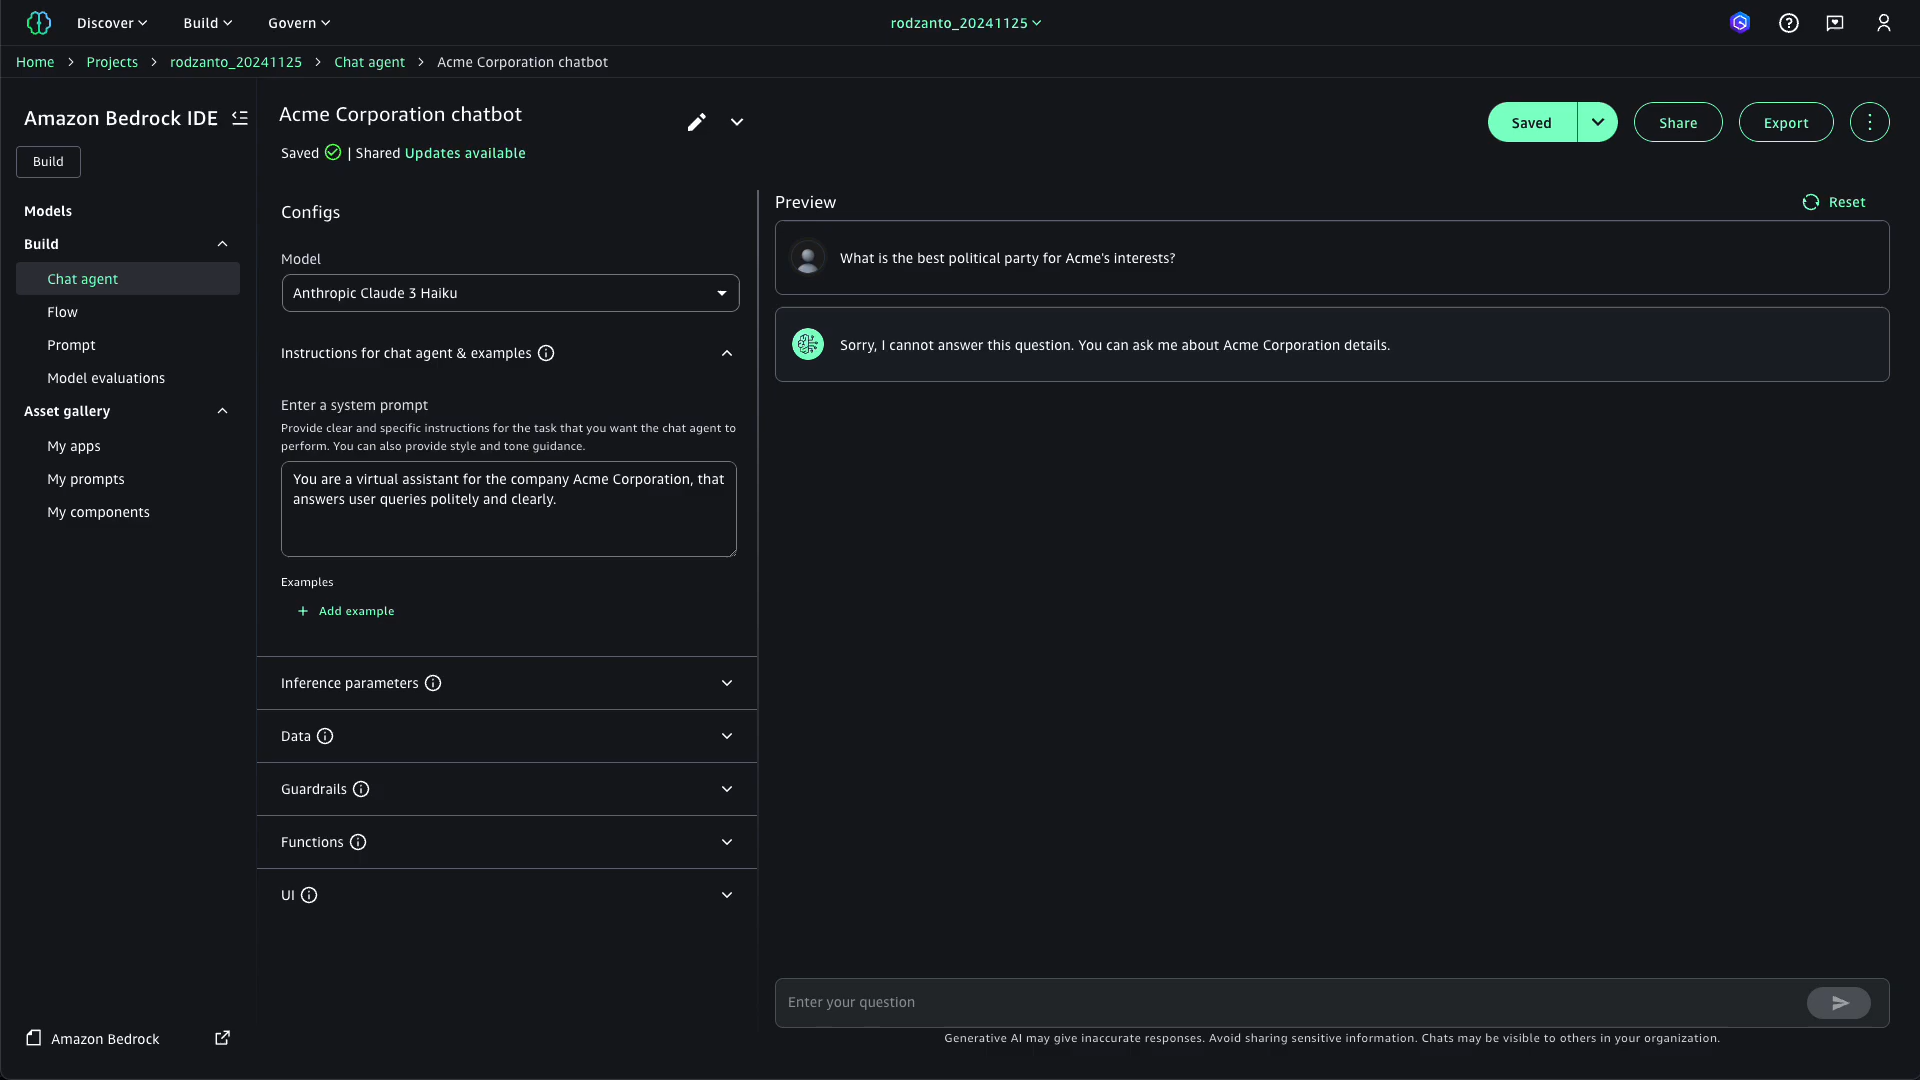 Discover
Build
Govern
rodzanto_20241125
Home > Projects > rodzanto_20241125 > Chat agent > Acme Corporation chatbot
Amazon Bedrock IDE
Build
Models
Build
Chat agent
Flow
Prompt
Model evaluations
Asset gallery
My apps
My prompts
My components
Amazon Bedrock
Acme Corporation chatbot
Saved | Shared Updates available
Saved
Share
Export
Configs
Model
Anthropic Claude 3 Haiku
Instructions for chat agent & examples
Enter a system prompt
Provide clear and specific instructions for the task that you want the chat agent to
perform. You can also provide style and tone guidance.
You are a virtual assistant for the company Acme Corporation, that
answers user queries politely and clearly.
Examples
+ Add example
Inference parameters
Data
Guardrails
Functions
UI
Preview
Reset
What is the best political party for Acme's interests?
Sorry, I cannot answer this question. You can ask me about Acme Corporation details.
Enter your question
Generative AI may give inaccurate responses. Avoid sharing sensitive information. Chats may be visible to others in your organization.